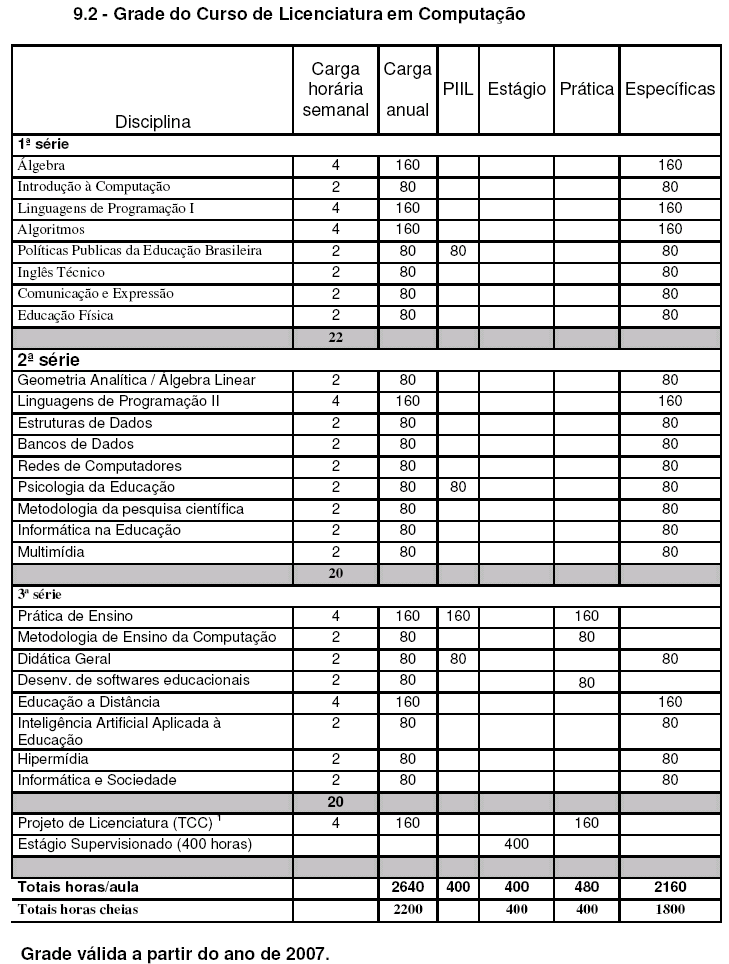 9.2 - Grade do Curso de Licenciatura em Computação
Disciplina Carga horária semanal Carga anual PIIL Estágio Prática Específicas
1ª série
Álgebra 4 160 160
Introdução à Computação 2 80 80
Linguagens de Programação I 4 160 160
Algoritmos 4 160 160
Políticas Publicas da Educação Brasileira 2 80 80 80
Inglês Técnico 2 80 80
Comunicação e Expressão 2 80 80
Educação Física 2 80 80
22
2ª série
Geometria Analítica / Álgebra Linear 2 80 80
Linguagens de Programação II 4 160 160
Estruturas de Dados 2 80 80
Bancos de Dados 2 80 80
Redes de Computadores 2 80 80
Psicologia da Educação 2 80 80 80
Metodologia da pesquisa científica 2 80 80
Informática na Educação 2 80 80
Multimídia 2 80 80
20
3ª série
Prática de Ensino 4 160 160 160
Metodologia de Ensino da Computação 2 80 80
Didática Geral 2 80 80 80
Desenv. de softwares educacionais 2 80 80
Educação a Distância 4 160 160
Inteligência Artificial Aplicada à 2 80 80
Educação
Hipermídia 2 80 80
Informática e Sociedade 2 80 80
20
Projeto de Licenciatura (TCC) 1 4 160 160
Estágio Supervisionado (400 horas) 400
Totais horas/aula 2640 400 400 480 2160
Totais horas cheias 2200 400 400 1800
Grade válida a partir do ano de 2007.